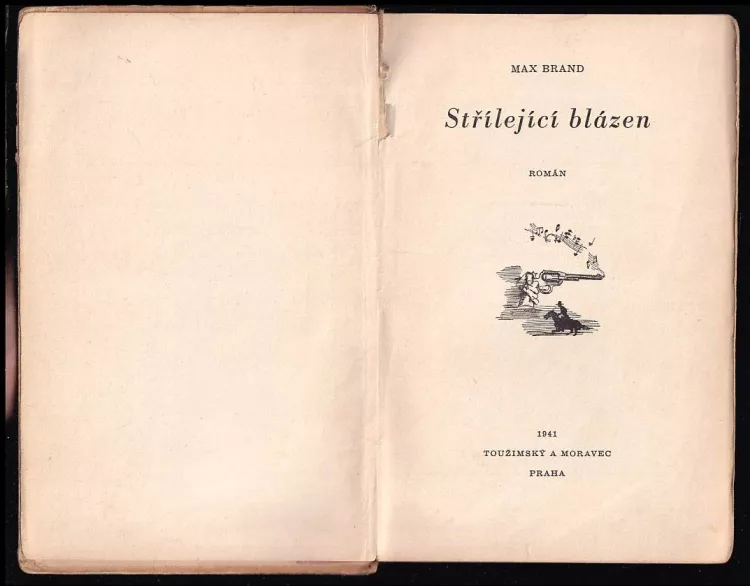 MAX BRAND
Střílející blázen
ROMÁN
1941
TOUŽIMSKÝ A MORAVEC
PRAHA